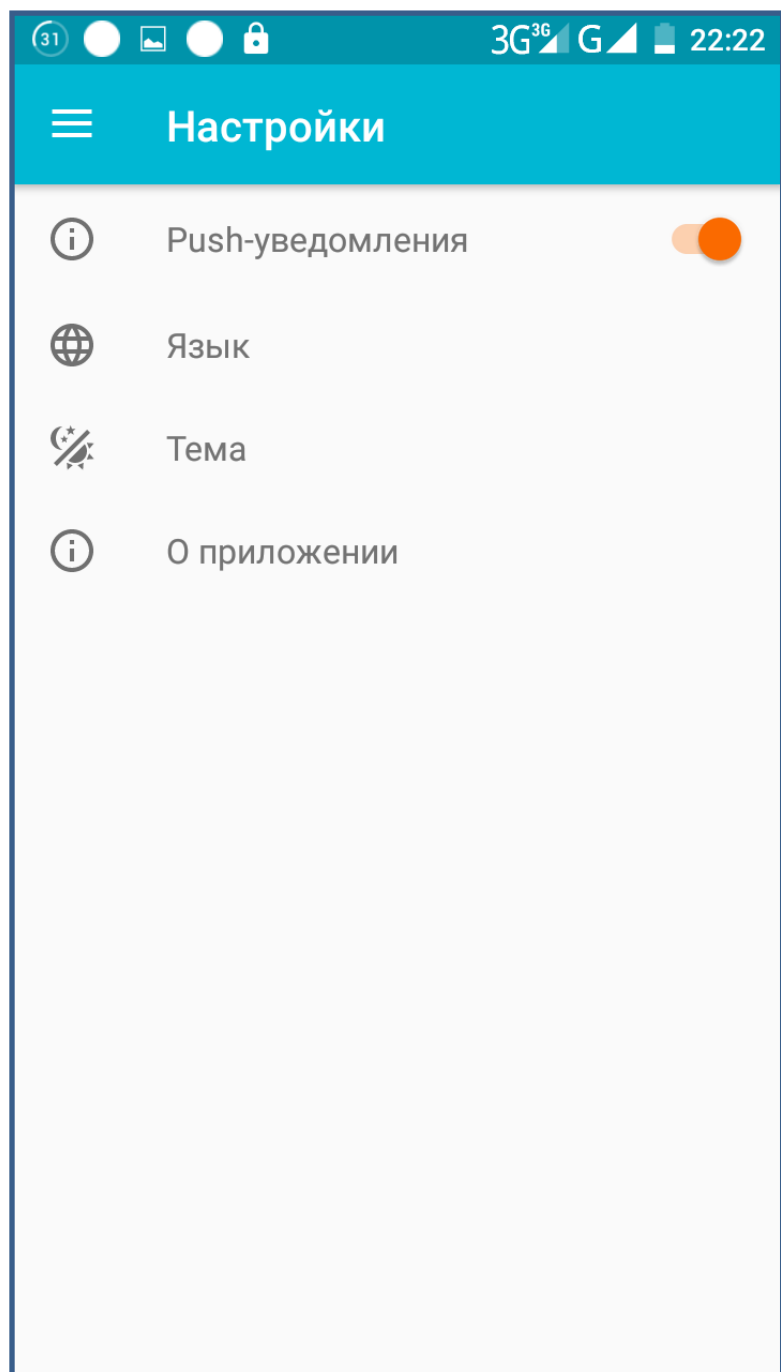 31 3G 3G G 22:22
Настройки
Push-уведомления
Язык
Тема
О приложении